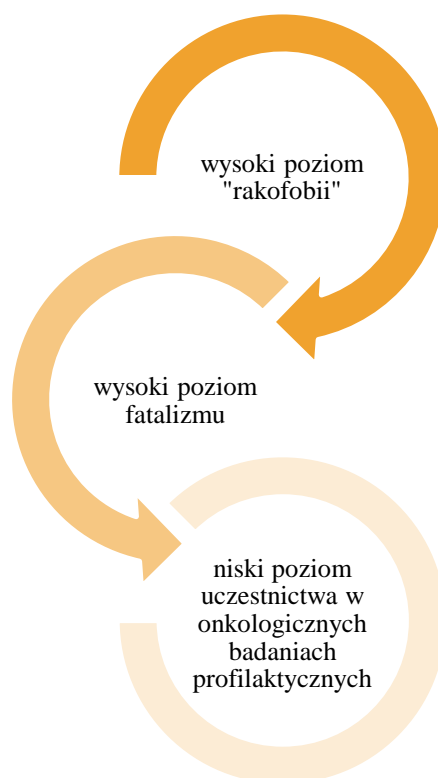 wysoki poziom
"rakofobii"
wysoki poziom
fatalizmu
niski poziom
uczestnictwa w
onkologicznych
badaniach
profilaktycznych